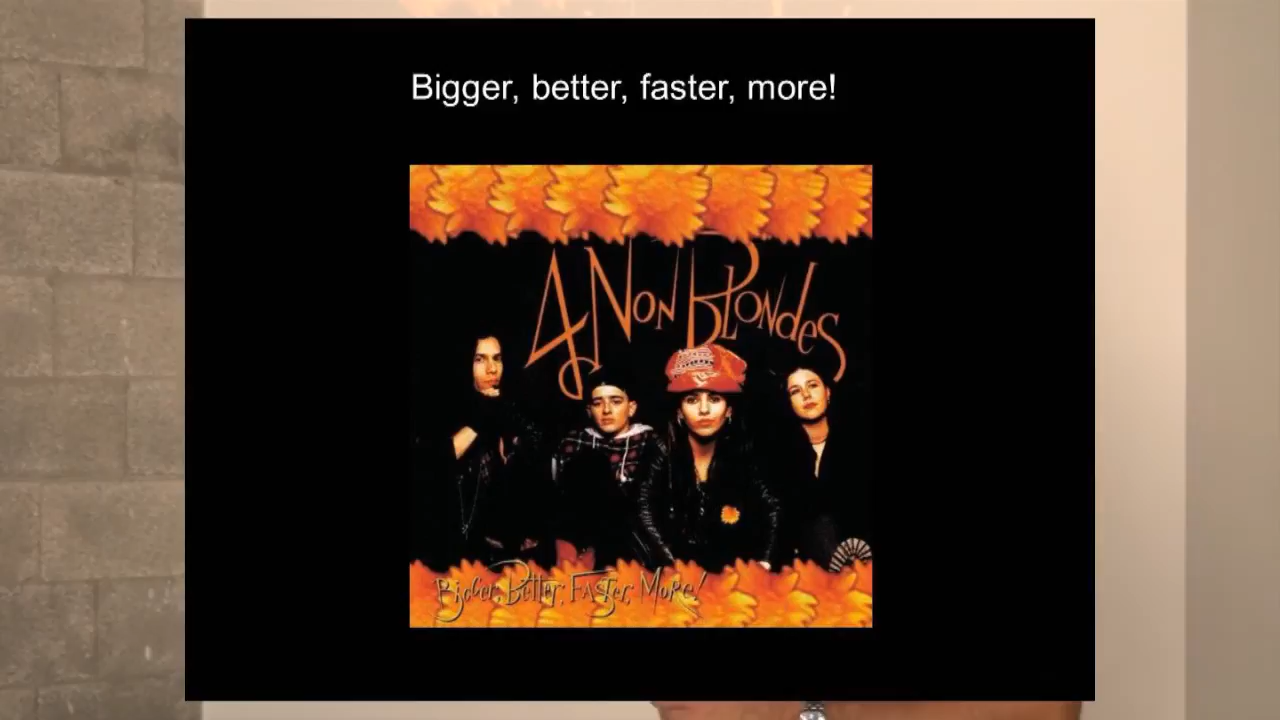 Bigger, better, faster, more!
4 Non Blondes
Bigger, Better, Faster, More!